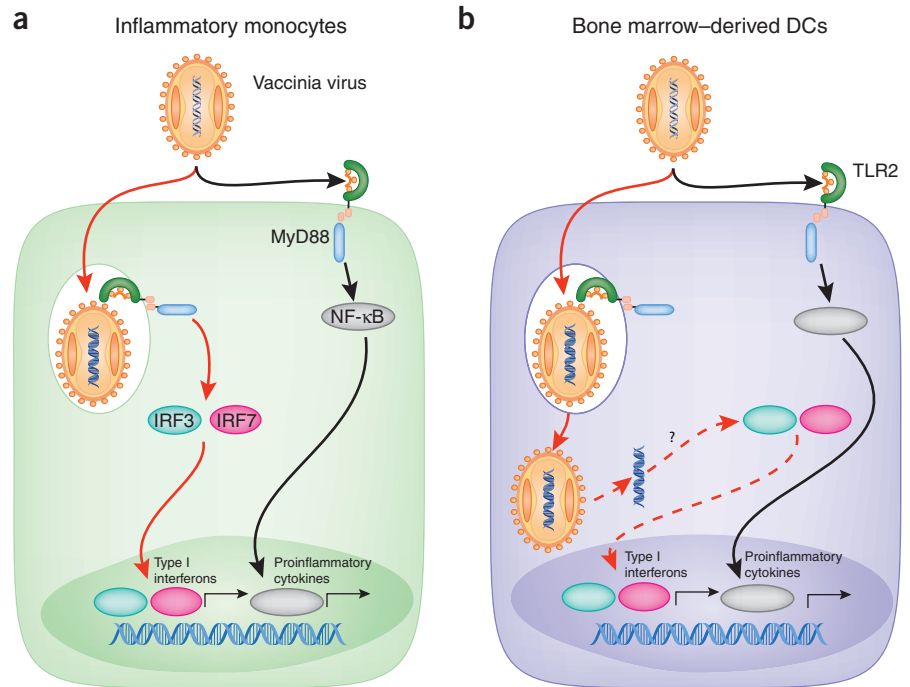 a
Inflammatory monocytes
Vaccinia virus
MyD88
NF-κB
IRF3
IRF7
Type I
interferons
Proinflammatory
cytokines
b
Bone marrow–derived DCs
TLR2
?
Type I
interferons
Proinflammatory
cytokines